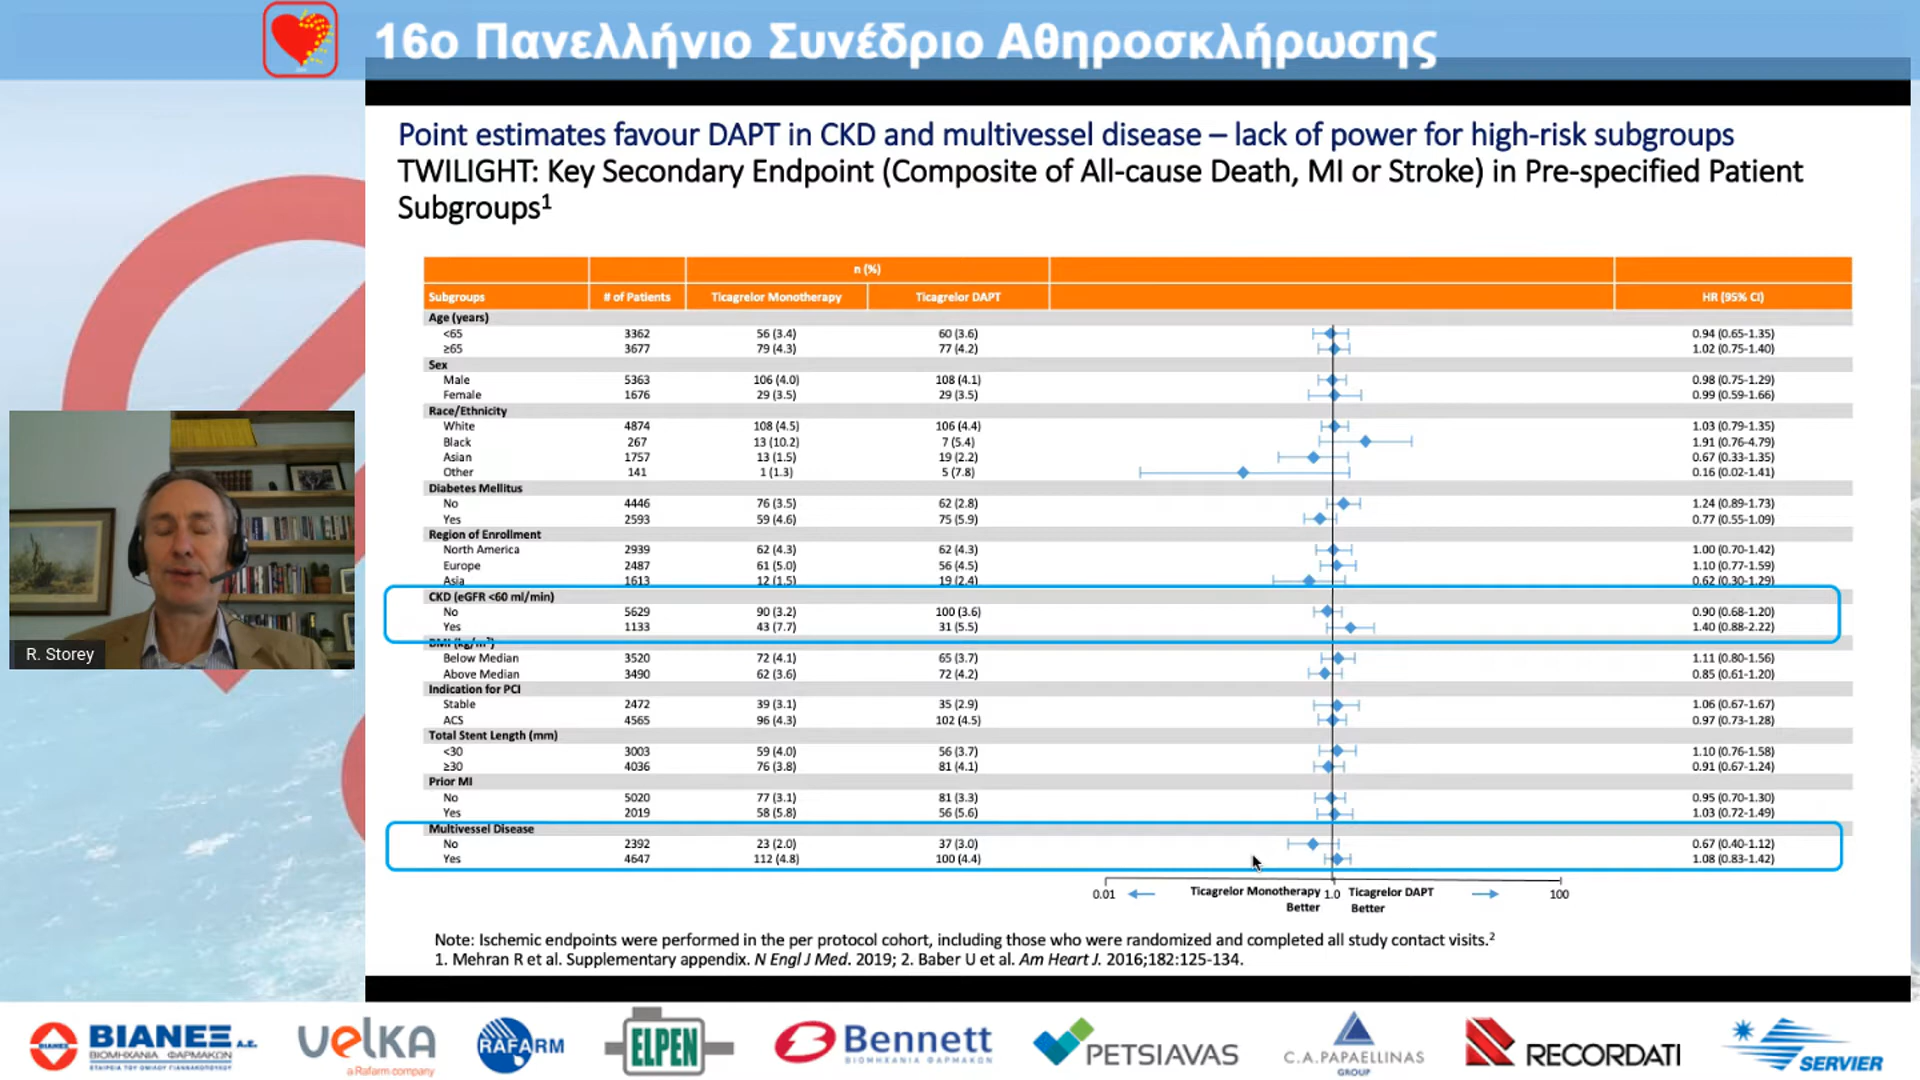 16ο Πανελλήνιο Συνέδριο Αθηροσκλήρωσης
Point estimates favour DAPT in CKD and multivessel disease – lack of power for high-risk subgroups
TWILIGHT: Key Secondary Endpoint (Composite of All-cause Death, MI or Stroke) in Pre-specified Patient
Subgroups¹
n (%)
Subgroups # of Patients Ticagrelor Monotherapy Ticagrelor DAPT HR (95% CI)
Age (years)
<65 3362 56 (3.4) 60 (3.6) 0.94 (0.65-1.35)
≥65 3677 79 (4.3) 77 (4.2) 1.02 (0.75-1.40)
Sex
Male 5363 106 (4.0) 108 (4.1) 0.98 (0.75-1.29)
Female 1676 29 (3.5) 29 (3.5) 0.99 (0.59-1.66)
Race/Ethnicity
White 4874 108 (4.5) 106 (4.4) 1.03 (0.79-1.35)
Black 267 13 (10.2) 7 (5.4) 1.91 (0.76-4.79)
Asian 1757 13 (1.5) 19 (2.2) 0.67 (0.33-1.35)
Other 141 1 (1.3) 5 (7.8) 0.16 (0.02-1.41)
Diabetes Mellitus
No 4446 76 (3.5) 62 (2.8) 1.24 (0.89-1.73)
Yes 2593 59 (4.6) 75 (5.9) 0.77 (0.55-1.09)
Region of Enrollment
North America 2939 62 (4.3) 62 (4.3) 1.00 (0.70-1.42)
Europe 2487 61 (5.0) 56 (4.5) 1.10 (0.77-1.59)
Asia 1613 12 (1.5) 19 (2.4) 0.62 (0.30-1.29)
CKD (eGFR <60 ml/min)
No 5629 90 (3.2) 100 (3.6) 0.90 (0.68-1.20)
Yes 1133 43 (7.7) 31 (5.5) 1.40 (0.88-2.22)
BMI (kg/m²)
Below Median 3520 72 (4.1) 65 (3.7) 1.11 (0.80-1.56)
Above Median 3490 62 (3.6) 72 (4.2) 0.85 (0.61-1.20)
Indication for PCI
Stable 2472 39 (3.1) 35 (2.9) 1.06 (0.67-1.67)
ACS 4565 96 (4.3) 102 (4.5) 0.97 (0.73-1.28)
Total Stent Length (mm)
<30 3003 59 (4.0) 56 (3.7) 1.10 (0.76-1.58)
≥30 4036 76 (3.8) 81 (4.1) 0.91 (0.67-1.24)
Prior MI
No 5020 77 (3.1) 81 (3.3) 0.95 (0.70-1.30)
Yes 2019 58 (5.8) 56 (5.6) 1.03 (0.72-1.49)
Multivessel Disease
No 2392 23 (2.0) 37 (3.0) 0.67 (0.40-1.12)
Yes 4647 112 (4.8) 100 (4.4) 1.08 (0.83-1.42)
0.01 Ticagrelor Monotherapy 1.0 Ticagrelor DAPT 100
Better Better
Note: Ischemic endpoints were performed in the per protocol cohort, including those who were randomized and completed all study contact visits.²
1. Mehran R et al. Supplementary appendix. N Engl J Med. 2019; 2. Baber U et al. Am Heart J. 2016;182:125-134.
R. Storey
ΒΙΑΝΕΞ Α.Ε.
ΒΙΟΜΗΧΑΝΙΑ ΦΑΡΜΑΚΩΝ
ΕΤΑΙΡΕΙΑ ΤΟΥ ΟΜΙΛΟΥ ΓΙΑΝΝΑΚΟΠΟΥΛΟΥ
velka
a Rafarm company
RAFARM
ELPEN
Bennett
ΒΙΟΜΗΧΑΝΙΑ ΦΑΡΜΑΚΩΝ
PETSIAVAS
C.A.PAPAELLINAS
GROUP
RECORDATI
SERVIER